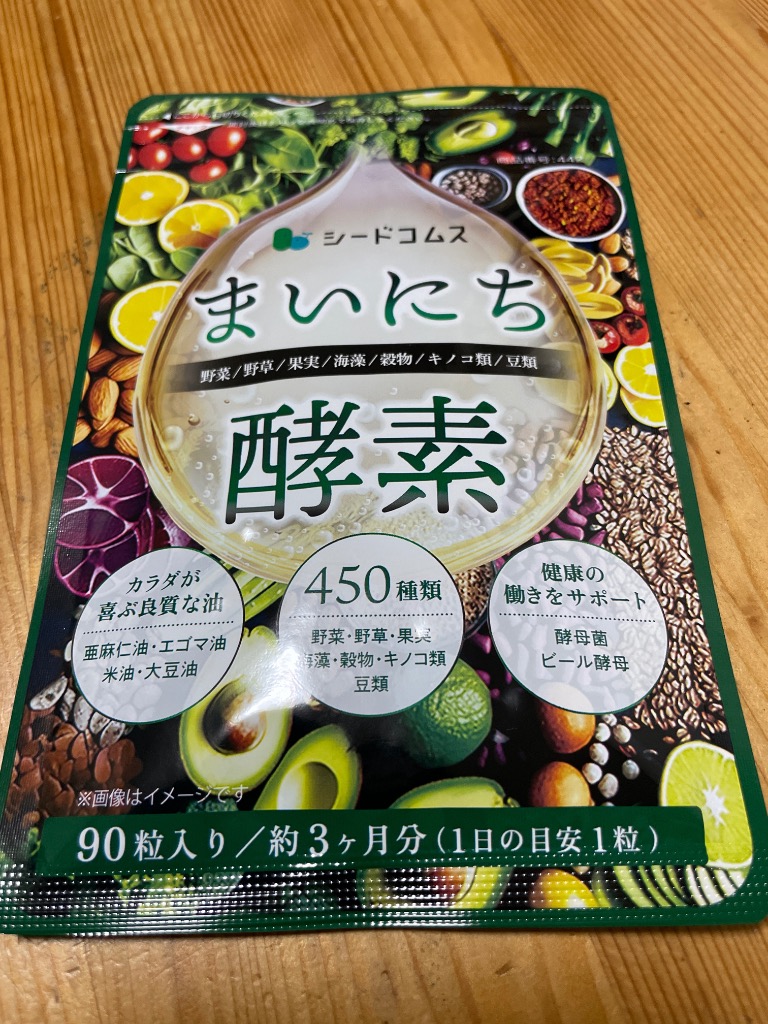 シードコムス
まいにち
野菜/野草/果実/海藻/穀物/キノコ類/豆類
酵素
カラダが
喜ぶ良質な油
亜麻仁油・エゴマ油
米油・大豆油
450種類
野菜・野草・果実
海藻・穀物・キノコ類
豆類
健康の
働きをサポート
酵母菌
ビール酵母
※画像はイメージです
90粒入り/約3ヶ月分(1日の目安1粒)